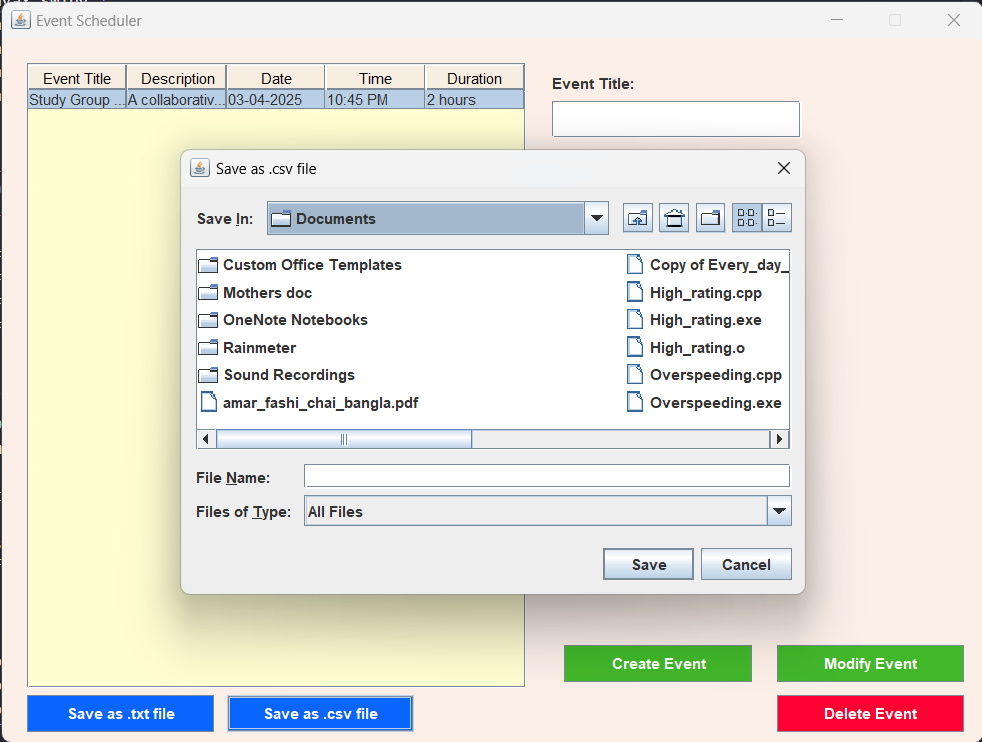 Event Scheduler
Event Title Description Date Time Duration
Study Group ... A collaborativ... 03-04-2025 10:45 PM 2 hours
Event Title:
Save as .csv file
Save In: Documents
Custom Office Templates
Mothers doc
OneNote Notebooks
Rainmeter
Sound Recordings
amar_fashi_chai_bangla.pdf
Copy of Every_day_
High_rating.cpp
High_rating.exe
High_rating.o
Overspeeding.cpp
Overspeeding.exe
File Name:
Files of Type: All Files
Save Cancel
Create Event Modify Event
Save as .txt file Save as .csv file Delete Event